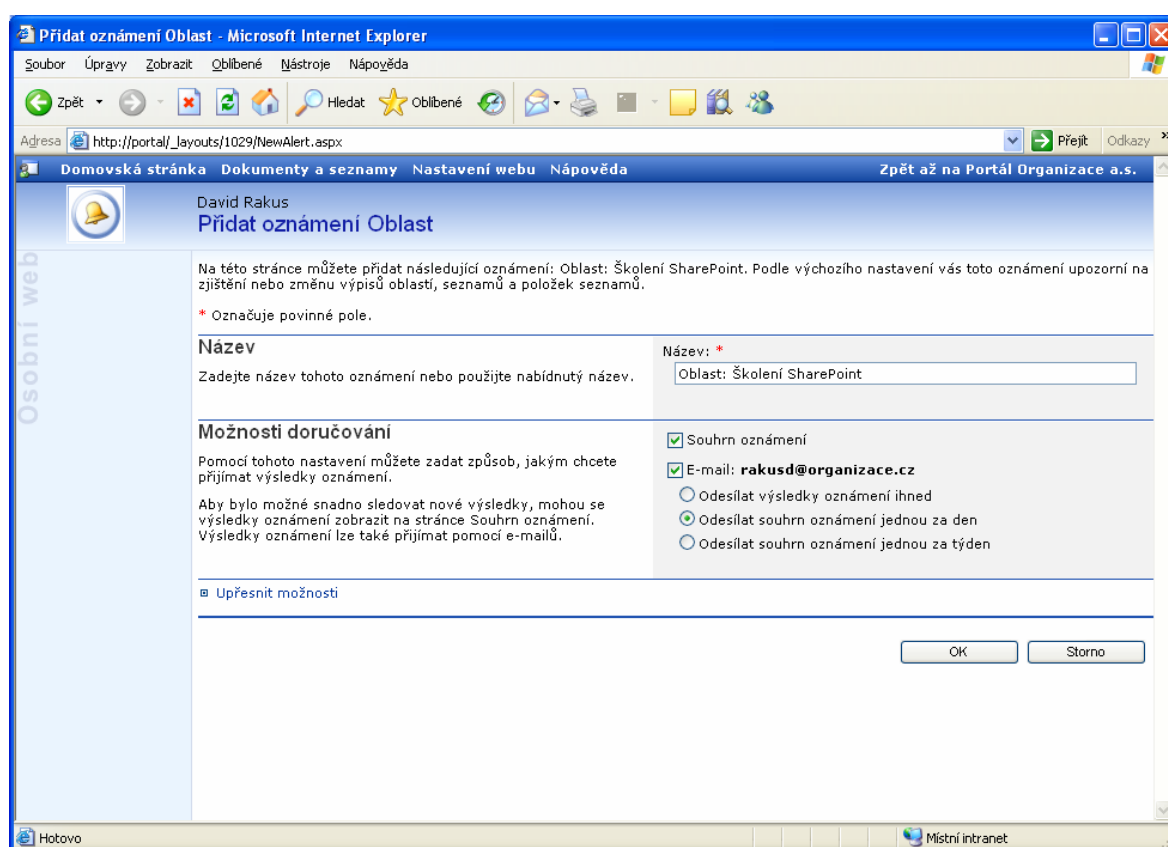 Přidat oznámení Oblast - Microsoft Internet Explorer
Soubor Úpravy Zobrazit Oblíbené Nástroje Nápověda
Zpět Hledat Oblíbené
Adresa http://portal/_layouts/1029/NewAlert.aspx Přejít Odkazy »
Domovská stránka Dokumenty a seznamy Nastavení webu Nápověda Zpět až na Portál Organizace a.s.
David Rakus
Přidat oznámení Oblast
Osobní web
Na této stránce můžete přidat následující oznámení: Oblast: Školení SharePoint. Podle výchozího nastavení vás toto oznámení upozorní na
zjištění nebo změnu výpisů oblastí, seznamů a položek seznamů.
* Označuje povinné pole.
Název
Zadejte název tohoto oznámení nebo použijte nabídnutý název.
Název: *
Oblast: Školení SharePoint
Možnosti doručování
Pomocí tohoto nastavení můžete zadat způsob, jakým chcete
přijímat výsledky oznámení.
Aby bylo možné snadno sledovat nové výsledky, mohou se
výsledky oznámení zobrazit na stránce Souhrn oznámení.
Výsledky oznámení lze také přijímat pomocí e-mailů.
Souhrn oznámení
E-mail: rakusd@organizace.cz
Odesílat výsledky oznámení ihned
Odesílat souhrn oznámení jednou za den
Odesílat souhrn oznámení jednou za týden
Upřesnit možnosti
OK Storno
Hotovo Místní intranet